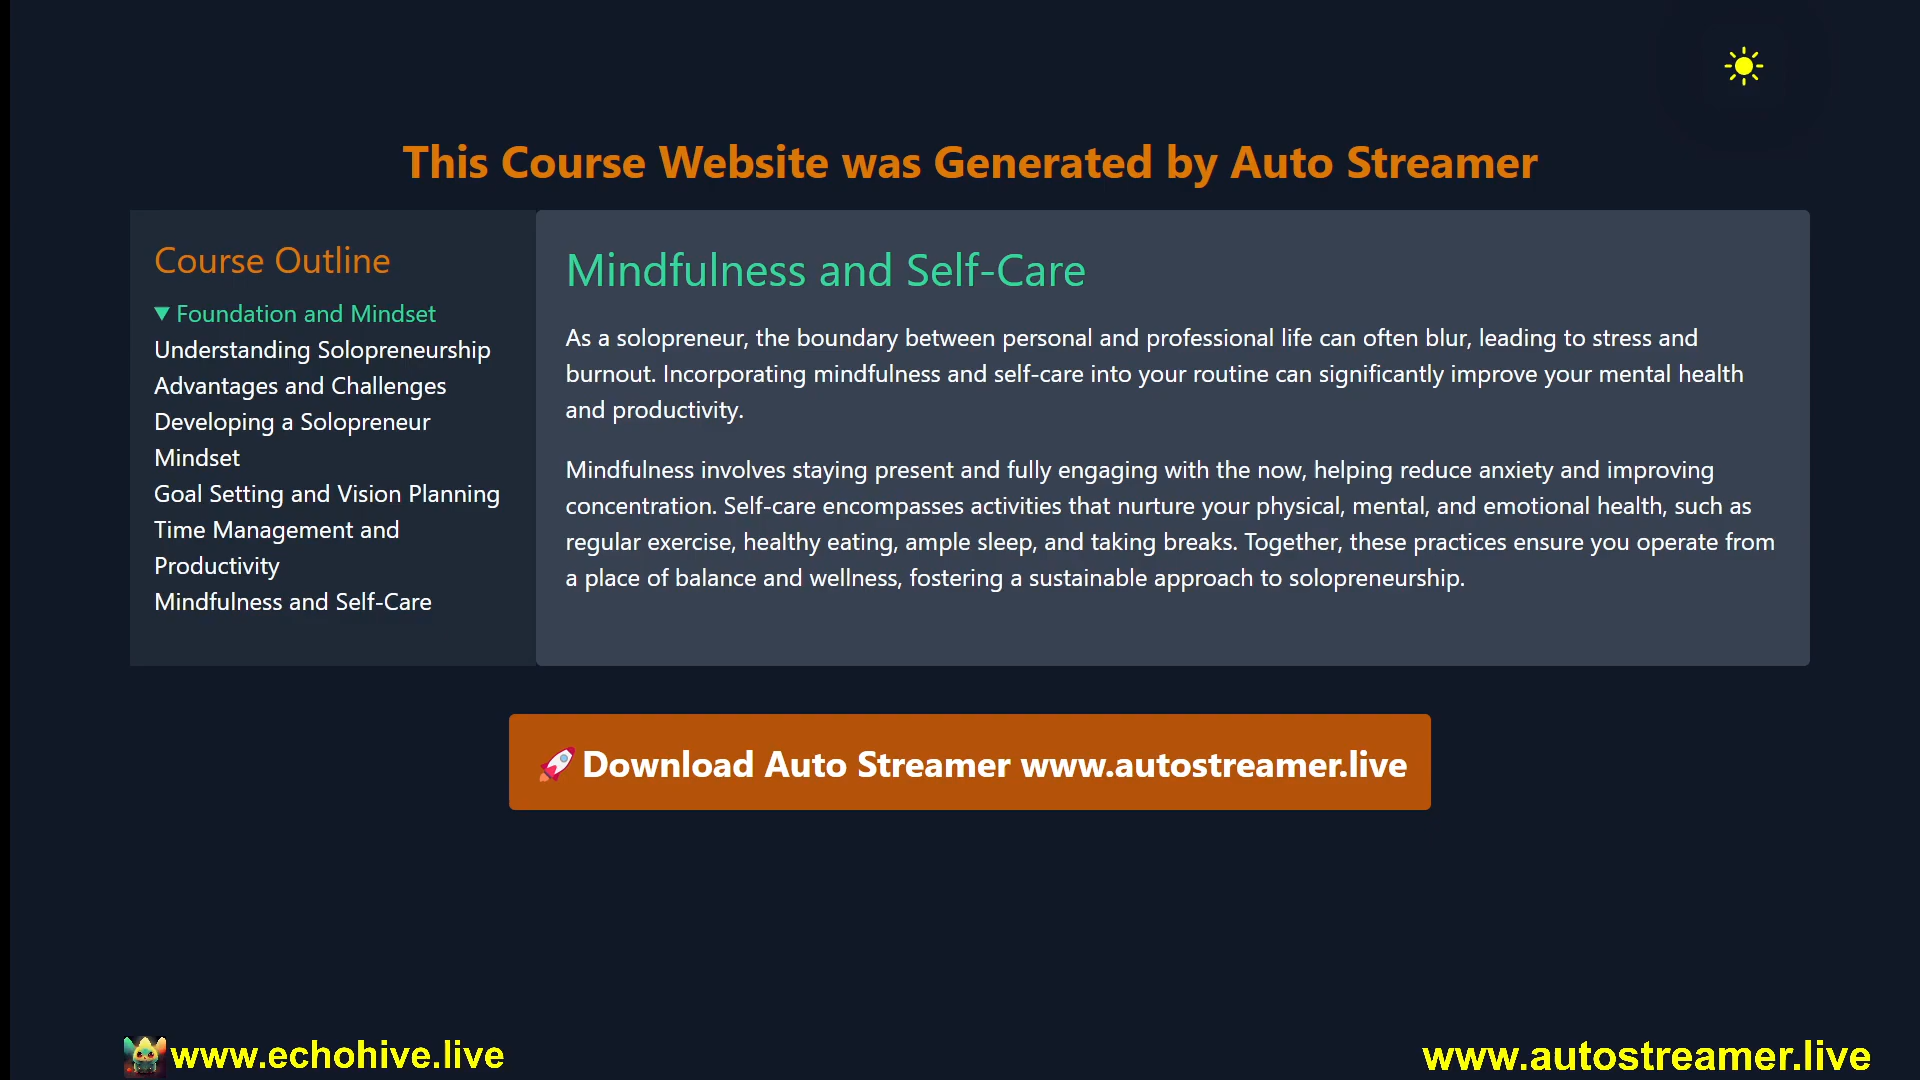 This Course Website was Generated by Auto Streamer
Course Outline
▼ Foundation and Mindset
Understanding Solopreneurship
Advantages and Challenges
Developing a Solopreneur
Mindset
Goal Setting and Vision Planning
Time Management and
Productivity
Mindfulness and Self-Care
Mindfulness and Self-Care
As a solopreneur, the boundary between personal and professional life can often blur, leading to stress and
burnout. Incorporating mindfulness and self-care into your routine can significantly improve your mental health
and productivity.
Mindfulness involves staying present and fully engaging with the now, helping reduce anxiety and improving
concentration. Self-care encompasses activities that nurture your physical, mental, and emotional health, such as
regular exercise, healthy eating, ample sleep, and taking breaks. Together, these practices ensure you operate from
a place of balance and wellness, fostering a sustainable approach to solopreneurship.
🚀Download Auto Streamer www.autostreamer.live
www.echohive.live
www.autostreamer.live